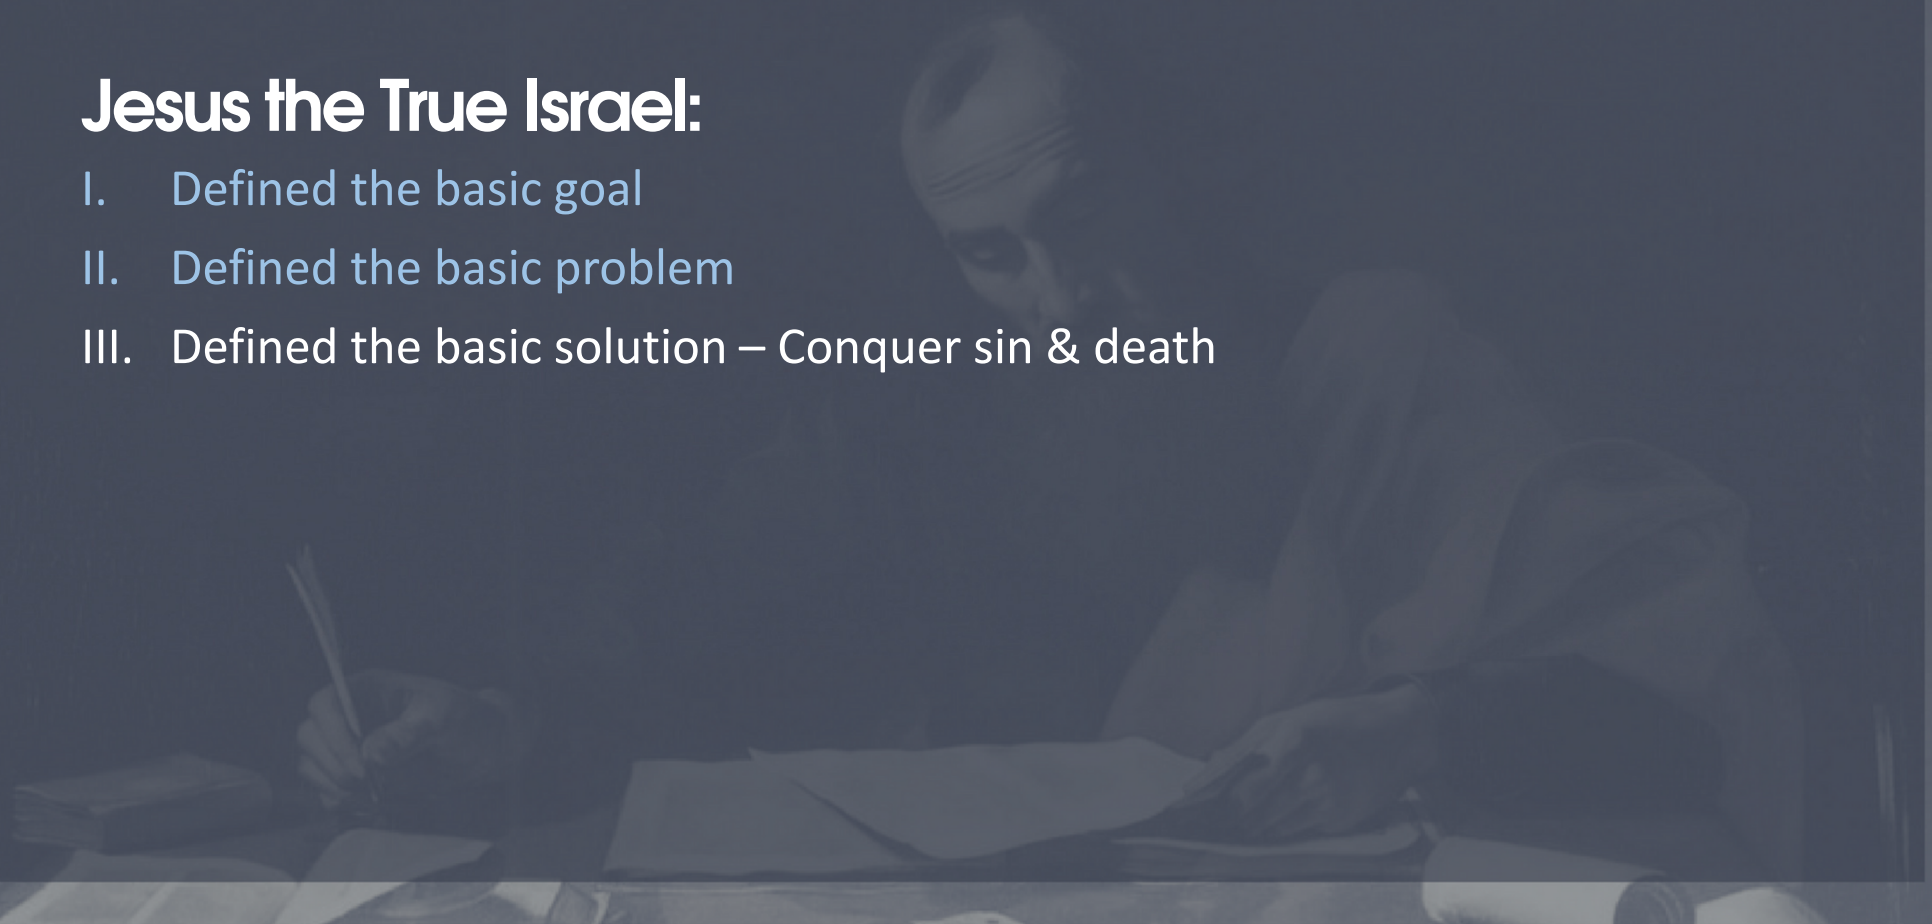 Jesus the True Israel:
I. Defined the basic goal
II. Defined the basic problem
III. Defined the basic solution – Conquer sin & death